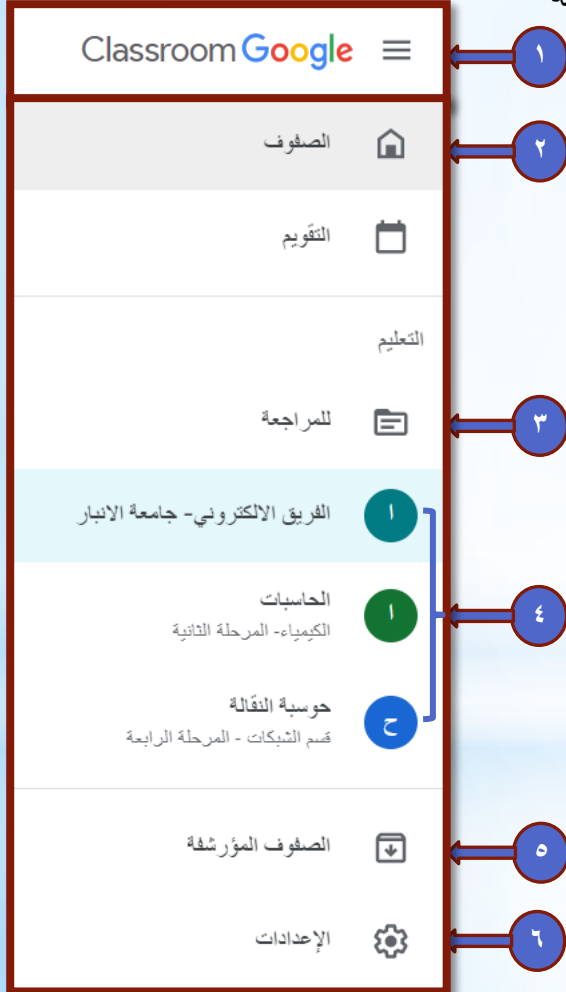 Classroom Google
١
الصفوف
٢
التقويم
التعليم
للمراجعة
٣
ا
الفريق الالكتروني- جامعة الانبار
ا
الحاسبات
الكيمياء- المرحلة الثانية
٤
ح
حوسبة النقالة
قسم الشبكات - المرحلة الرابعة
الصفوف المؤرشفة
٥
الإعدادات
٦